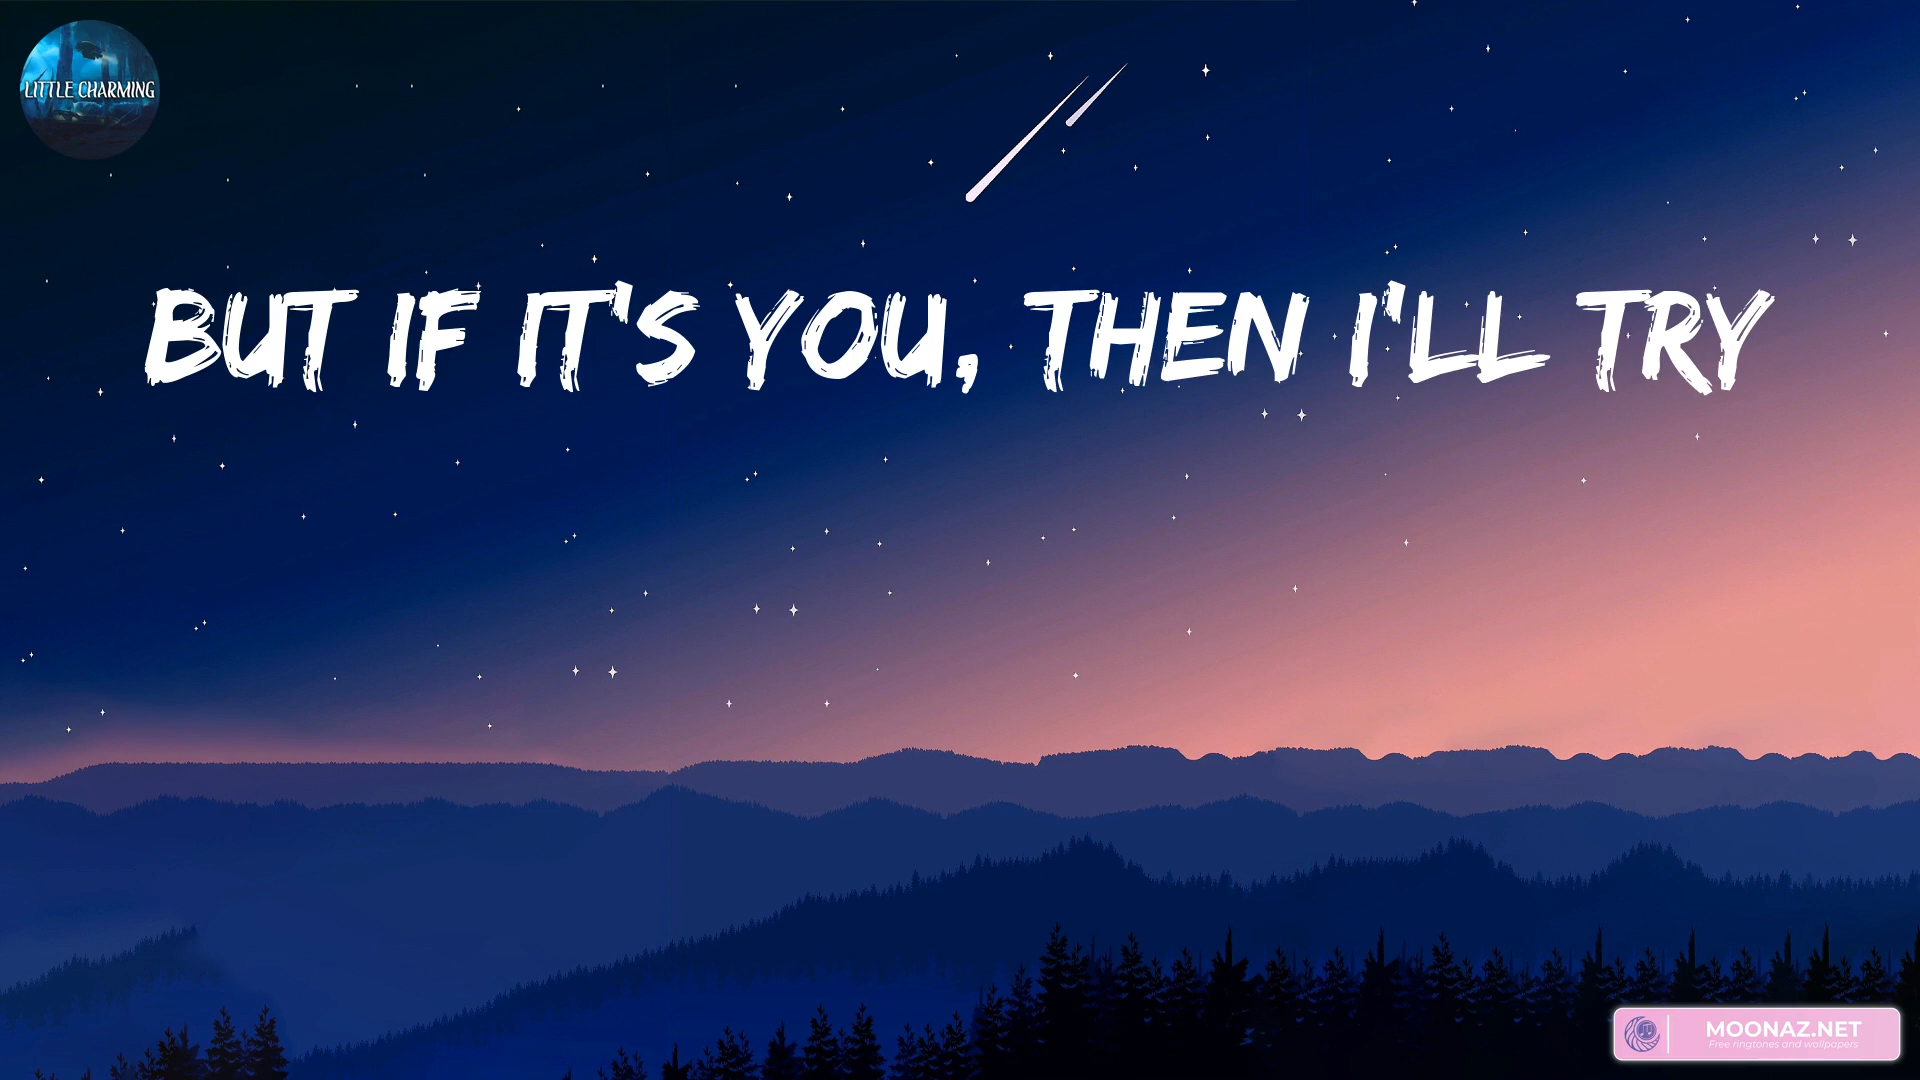 LITTLE CHARMING
BUT IF IT'S YOU, THEN I'LL TRY
MOONAZ.NET
Free ringtones and wallpapers